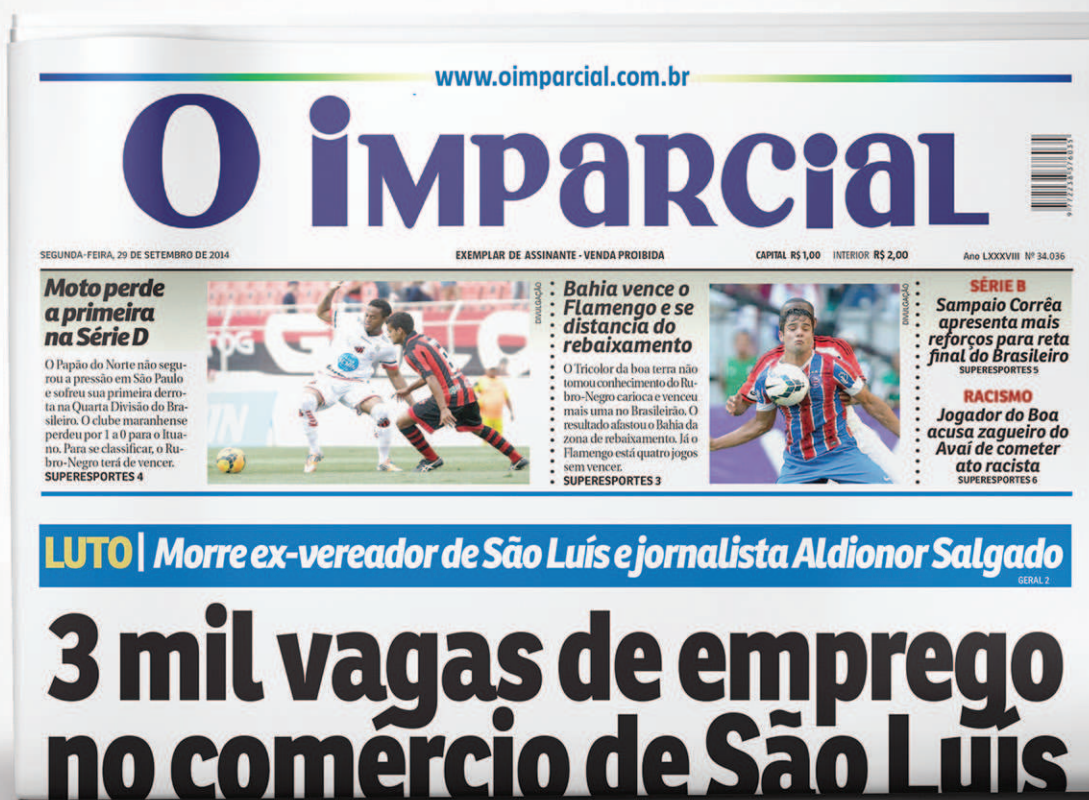 www.oimparcial.com.br
O IMPARCIAL
9 772238 576035
SEGUNDA-FEIRA, 29 DE SETEMBRO DE 2014
EXEMPLAR DE ASSINANTE - VENDA PROIBIDA
CAPITAL R$ 1,00 INTERIOR R$ 2,00
Ano LXXXVIII Nº 34.036
Moto perde
a primeira
na Série D
O Papão do Norte não segu-
rou a pressão em São Paulo
e sofreu sua primeira derro-
ta na Quarta Divisão do Bra-
sileiro. O clube maranhense
perdeu por 1 a 0 para o Itua-
no. Para se classificar, o Ru-
bro-Negro terá de vencer.
SUPERESPORTES 4
DIVULGAÇÃO
Bahia vence o
Flamengo e se
distancia do
rebaixamento
O Tricolor da boa terra não
tomou conhecimento do Ru-
bro-Negro carioca e venceu
mais uma no Brasileirão. O
resultado afastou o Bahia da
zona de rebaixamento. Já o
Flamengo está quatro jogos
sem vencer.
SUPERESPORTES 3
DIVULGAÇÃO
SÉRIE B
Sampaio Corrêa
apresenta mais
reforços para reta
final do Brasileiro
SUPERESPORTES 5
RACISMO
Jogador do Boa
acusa zagueiro do
Avaí de cometer
ato racista
SUPERESPORTES 6
LUTO | Morre ex-vereador de São Luís e jornalista Aldionor Salgado
GERAL 2
3 mil vagas de emprego
no comércio de São Luís